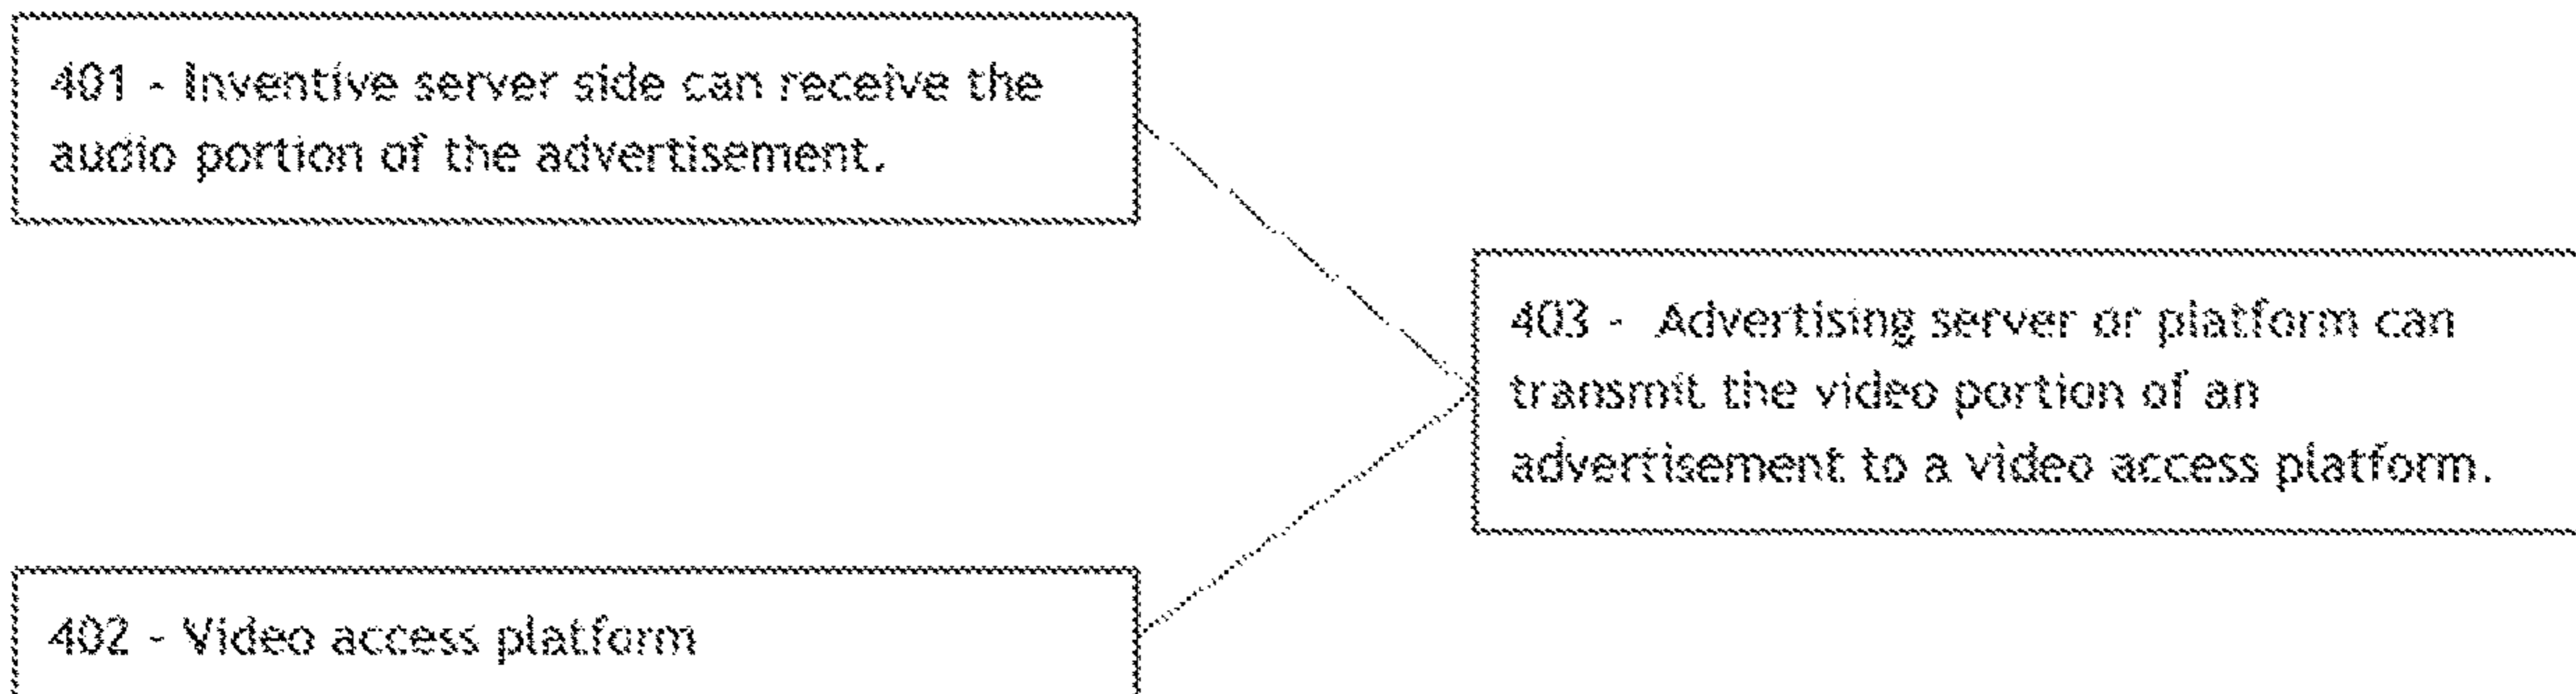 401 - Inventive server side can receive the
audio portion of the advertisement.
403 - Advertising server or platform can
transmit the video portion of an
advertisement to a video access platform.
402 - Video access platform